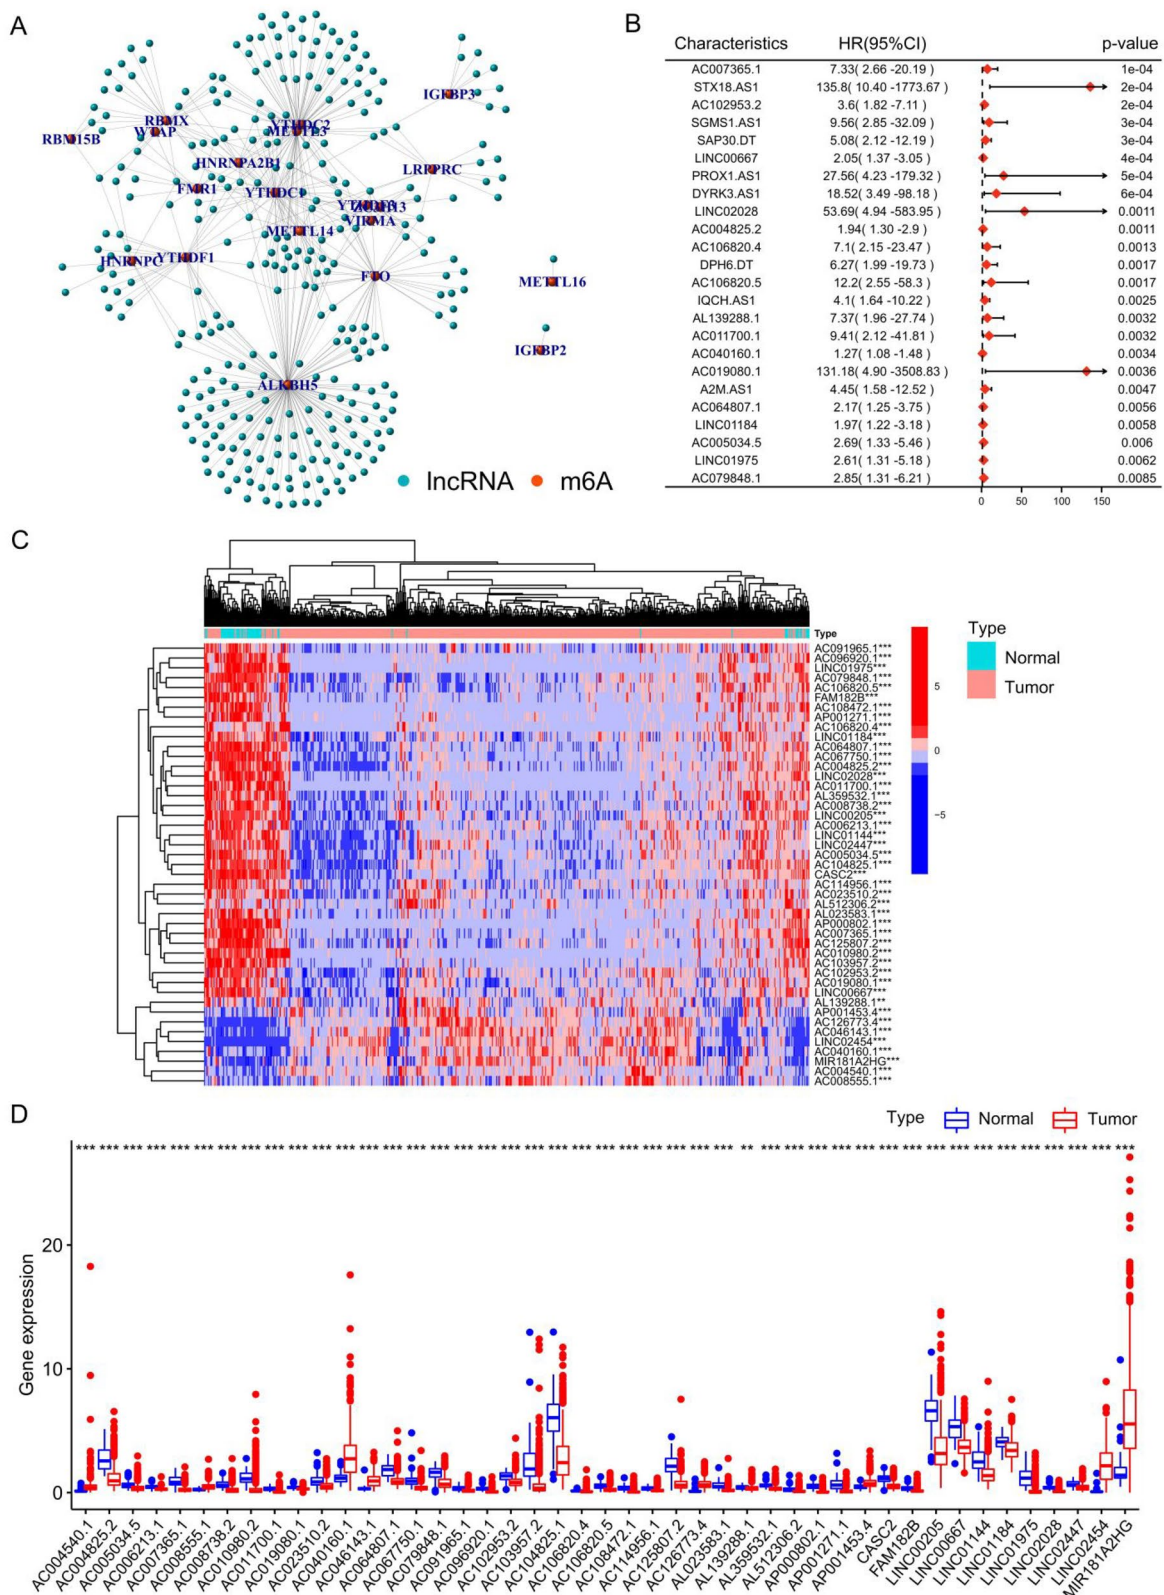 A
IGFBP3
RBMX
WTAP
RBM15B
YTHDC2
METTL3
HNRNPA2B1
LRPPRC
FMR1
YTHDC1
VIRMA
METTL14
HNRNPC
YTHDF1
FTO
METTL16
IGFBP2
ALKBH5
lncRNA
m6A
B
Characteristics HR(95%CI) p-value
AC007365.1 7.33( 2.66 -20.19 ) 1e-04
STX18.AS1 135.8( 10.40 -1773.67 ) 2e-04
AC102953.2 3.6( 1.82 -7.11 ) 2e-04
SGMS1.AS1 9.56( 2.85 -32.09 ) 3e-04
SAP30.DT 5.08( 2.12 -12.19 ) 3e-04
LINC00667 2.05( 1.37 -3.05 ) 4e-04
PROX1.AS1 27.56( 4.23 -179.32 ) 5e-04
DYRK3.AS1 18.52( 3.49 -98.18 ) 6e-04
LINC02028 53.69( 4.94 -583.95 ) 0.0011
AC004825.2 1.94( 1.30 -2.9 ) 0.0011
AC106820.4 7.1( 2.15 -23.47 ) 0.0013
DPH6.DT 6.27( 1.99 -19.73 ) 0.0017
AC106820.5 12.2( 2.55 -58.3 ) 0.0017
IQCH.AS1 4.1( 1.64 -10.22 ) 0.0025
AL139288.1 7.37( 1.96 -27.74 ) 0.0032
AC011700.1 9.41( 2.12 -41.81 ) 0.0032
AC040160.1 1.27( 1.08 -1.48 ) 0.0034
AC019080.1 131.18( 4.90 -3508.83 ) 0.0036
A2M.AS1 4.45( 1.58 -12.52 ) 0.0047
AC064807.1 2.17( 1.25 -3.75 ) 0.0056
LINC01184 1.97( 1.22 -3.18 ) 0.0058
AC005034.5 2.69( 1.33 -5.46 ) 0.006
LINC01975 2.61( 1.31 -5.18 ) 0.0062
AC079848.1 2.85( 1.31 -6.21 ) 0.0085
0 50 100 150
C
Type
AC091965.1***
AC096920.1***
LINC01975***
AC079848.1***
AC106820.5***
FAM182B***
AC108472.1***
AP001271.1***
AC106820.4***
LINC01184***
AC064807.1***
AC067750.1***
AC004825.2***
LINC02028***
AC011700.1***
AL359532.1***
AC008738.2***
LINC00205***
AC006213.1***
LINC01144***
LINC02447***
AC005034.5***
AC104825.1***
CASC2***
AC114956.1***
AC023510.2***
AL512306.2***
AL023583.1***
AP000802.1***
AC007365.1***
AC125807.2***
AC010980.2***
AC103957.2***
AC102953.2***
AC019080.1***
LINC00667***
AL139288.1**
AP001453.4***
AC126773.4***
AC046143.1***
LINC02454***
AC040160.1***
MIR181A2HG***
AC004540.1***
AC008555.1***
5
0
−5
Type
Normal
Tumor
D
Type Normal Tumor
*** *** *** *** *** *** *** *** *** *** *** *** *** *** *** *** *** *** *** *** *** *** *** *** *** *** *** *** ** *** *** *** *** *** *** *** *** *** *** *** *** *** *** *** ***
Gene expression
20
10
0
AC004540.1
AC004825.2
AC005034.5
AC006213.1
AC007365.1
AC008555.1
AC008738.2
AC010980.2
AC011700.1
AC019080.1
AC023510.2
AC040160.1
AC046143.1
AC064807.1
AC067750.1
AC079848.1
AC091965.1
AC096920.1
AC102953.2
AC103957.2
AC104825.1
AC106820.4
AC106820.5
AC108472.1
AC114956.1
AC125807.2
AC126773.4
AL023583.1
AL139288.1
AL359532.1
AL512306.2
AP000802.1
AP001271.1
AP001453.4
CASC2
FAM182B
LINC00205
LINC00667
LINC01144
LINC01184
LINC01975
LINC02028
LINC02447
LINC02454
MIR181A2HG